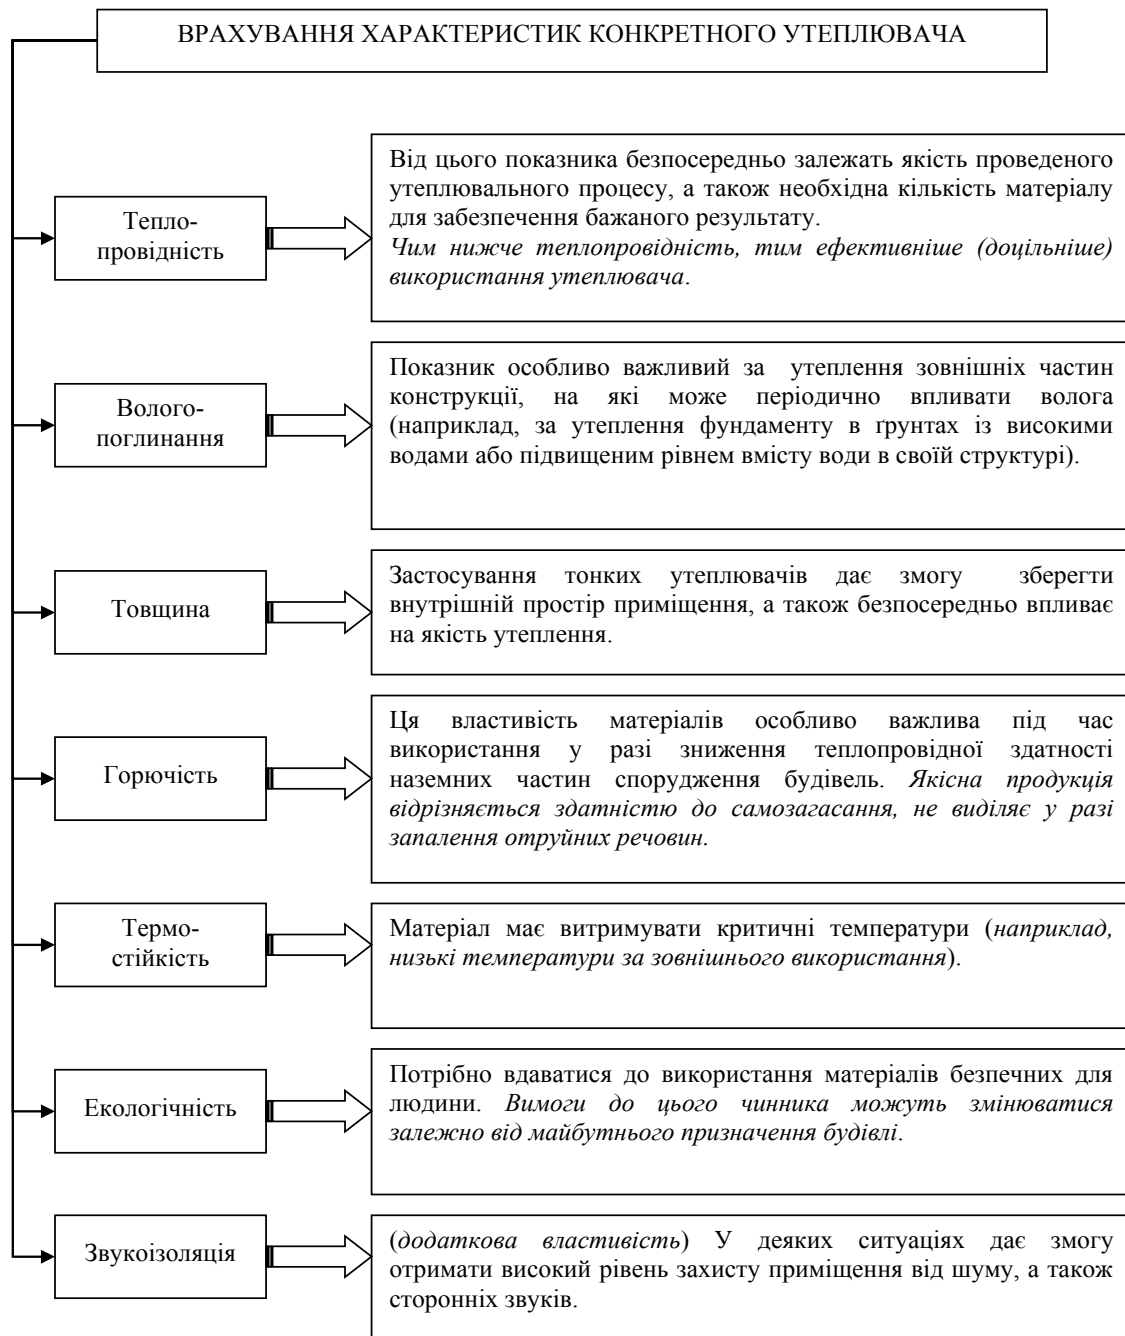 ВРАХУВАННЯ ХАРАКТЕРИСТИК КОНКРЕТНОГО УТЕПЛЮВАЧА
Тепло-
провідність
Від цього показника безпосередньо залежать якість проведеного
утеплювального процесу, а також необхідна кількість матеріалу
для забезпечення бажаного результату.
Чим нижче теплопровідність, тим ефективніше (доцільніше)
використання утеплювача.
Волого-
поглинання
Показник особливо важливий за утеплення зовнішніх частин
конструкції, на які може періодично впливати волога
(наприклад, за утеплення фундаменту в ґрунтах із високими
водами або підвищеним рівнем вмісту води в своїй структурі).
Товщина
Застосування тонких утеплювачів дає змогу зберегти
внутрішній простір приміщення, а також безпосередньо впливає
на якість утеплення.
Горючість
Ця властивість матеріалів особливо важлива під час
використання у разі зниження теплопровідної здатності
наземних частин спорудження будівель. Якісна продукція
відрізняється здатністю до самозагасання, не виділяє у разі
запалення отруйних речовин.
Термо-
стійкість
Матеріал має витримувати критичні температури (наприклад,
низькі температури за зовнішнього використання).
Екологічність
Потрібно вдаватися до використання матеріалів безпечних для
людини. Вимоги до цього чинника можуть змінюватися
залежно від майбутнього призначення будівлі.
Звукоізоляція
(додаткова властивість) У деяких ситуаціях дає змогу
отримати високий рівень захисту приміщення від шуму, а також
сторонніх звуків.